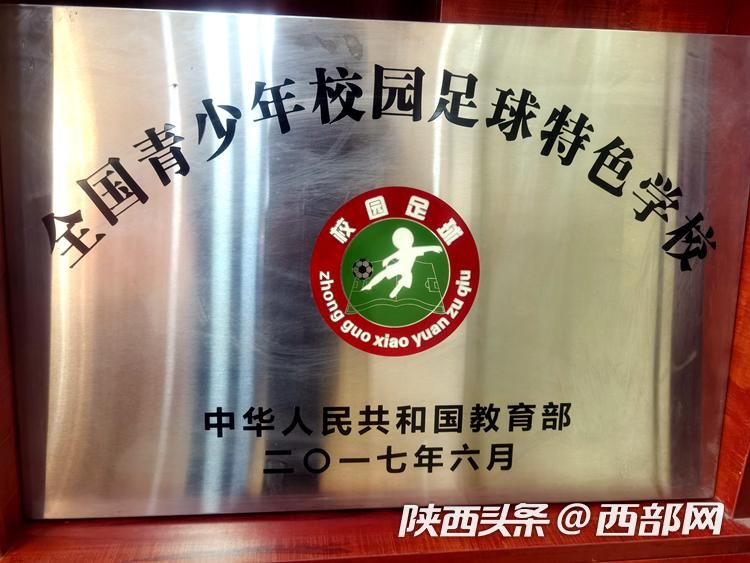 全国青少年校园足球特色学校
校园足球
zhong guo xiao yuan zu qiu
中华人民共和国教育部
二〇一七年六月
陕西头条@西部网